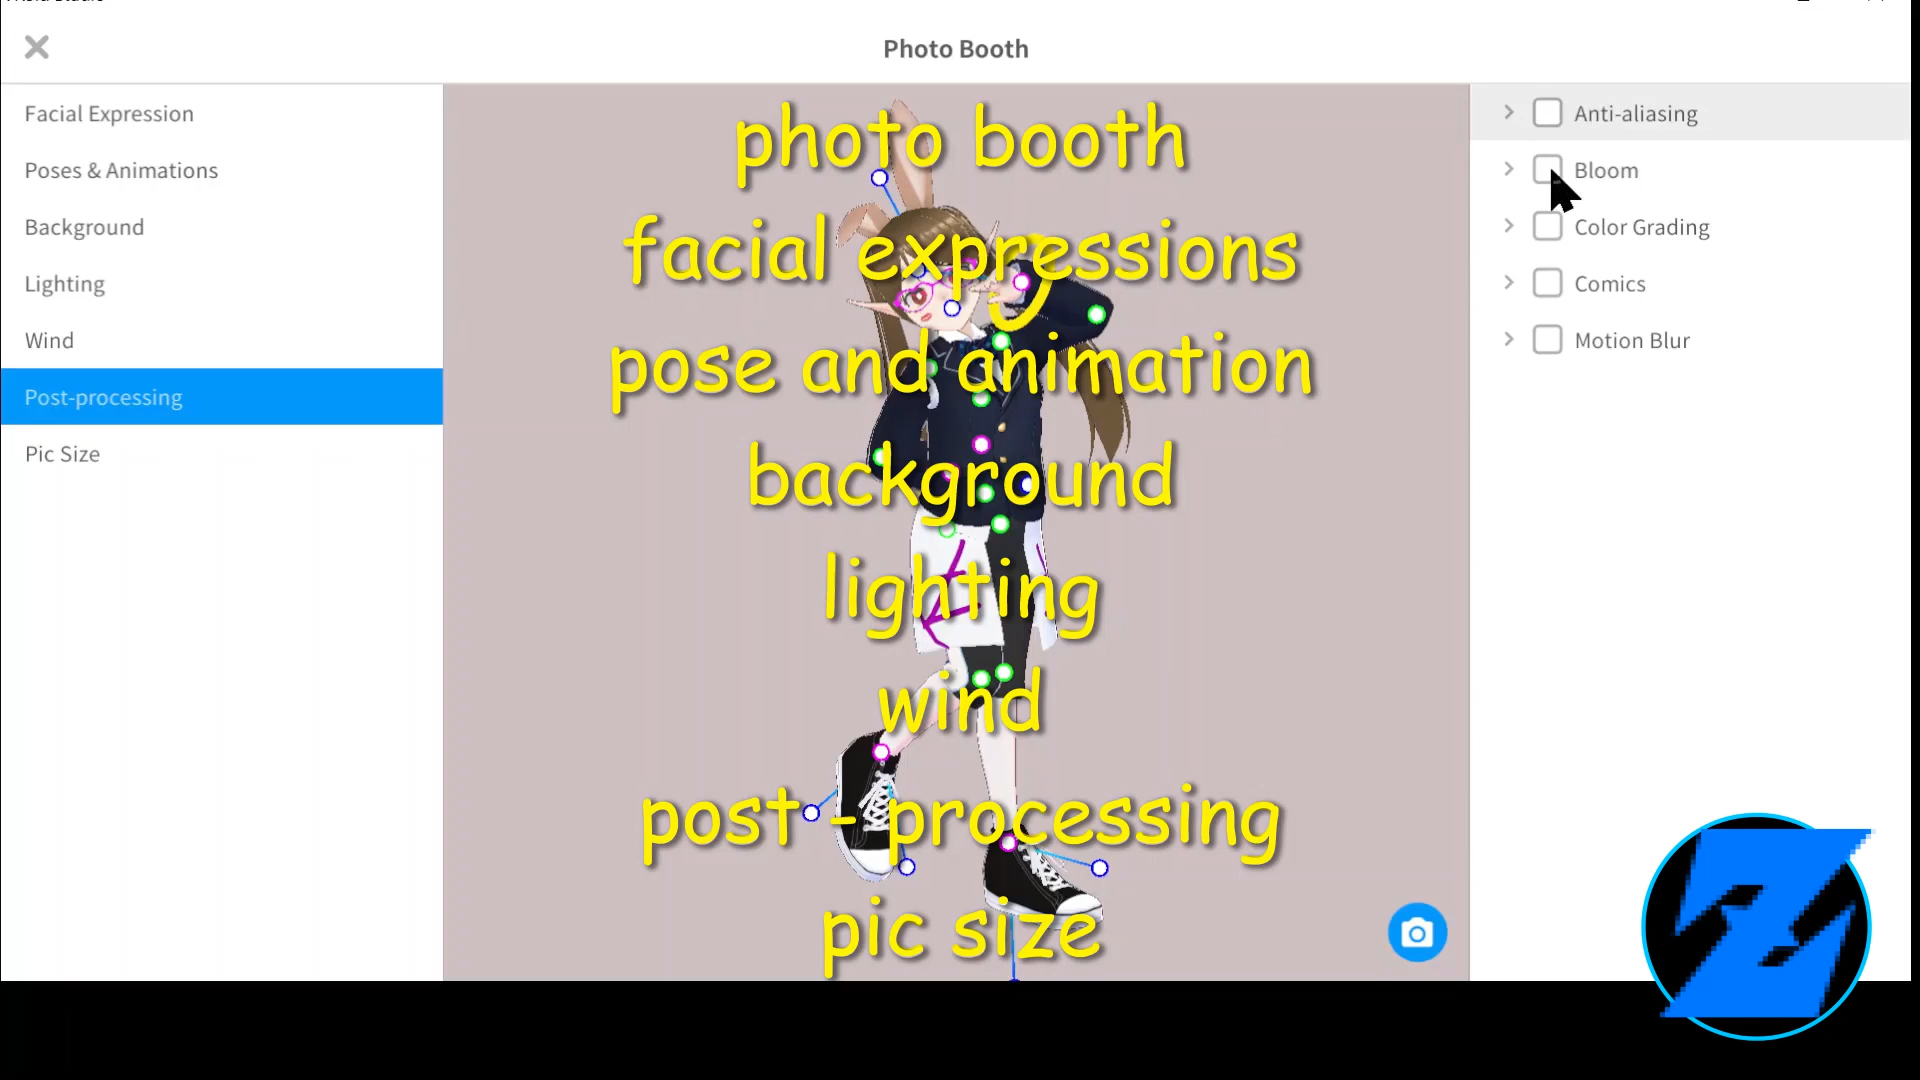 Photo Booth
Facial Expression
Poses & Animations
Background
Lighting
Wind
Post-processing
Pic Size
photo booth
facial expressions
pose and animation
background
lighting
wind
post - processing
pic size
Anti-aliasing
Bloom
Color Grading
Comics
Motion Blur